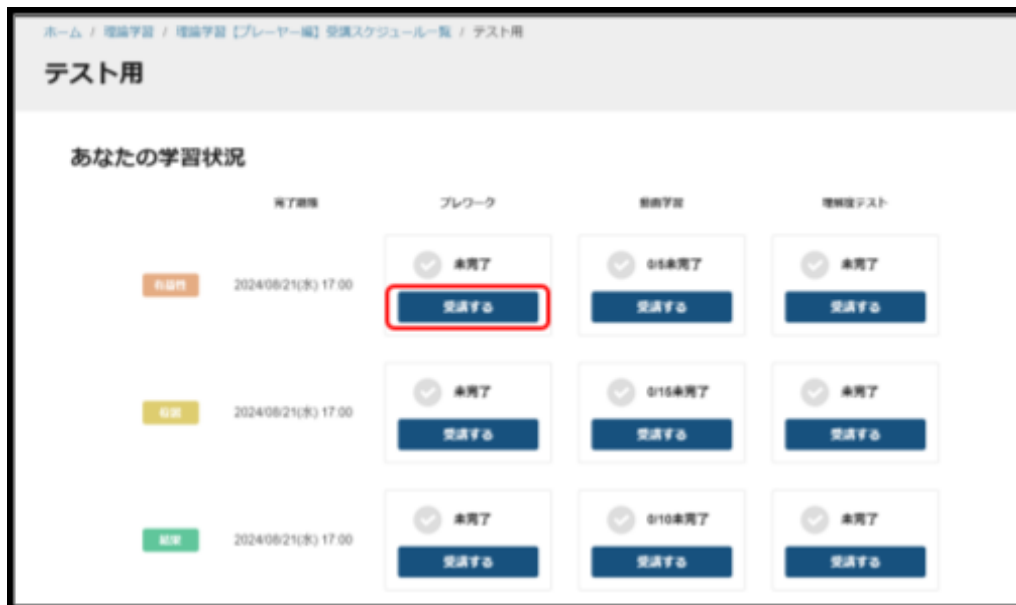 ホーム / 理論学習 / 理論学習【プレーヤー編】受講スケジュール一覧 / テスト用
テスト用
あなたの学習状況
完了期限 プレワーク 動画学習 理解度テスト
未完了 0/5未完了 未完了
2024/08/21(水) 17:00
受講する 受講する 受講する
未完了 0/15未完了 未完了
2024/08/21(水) 17:00
受講する 受講する 受講する
未完了 0/10未完了 未完了
結果 2024/08/21(水) 17:00
受講する 受講する 受講する